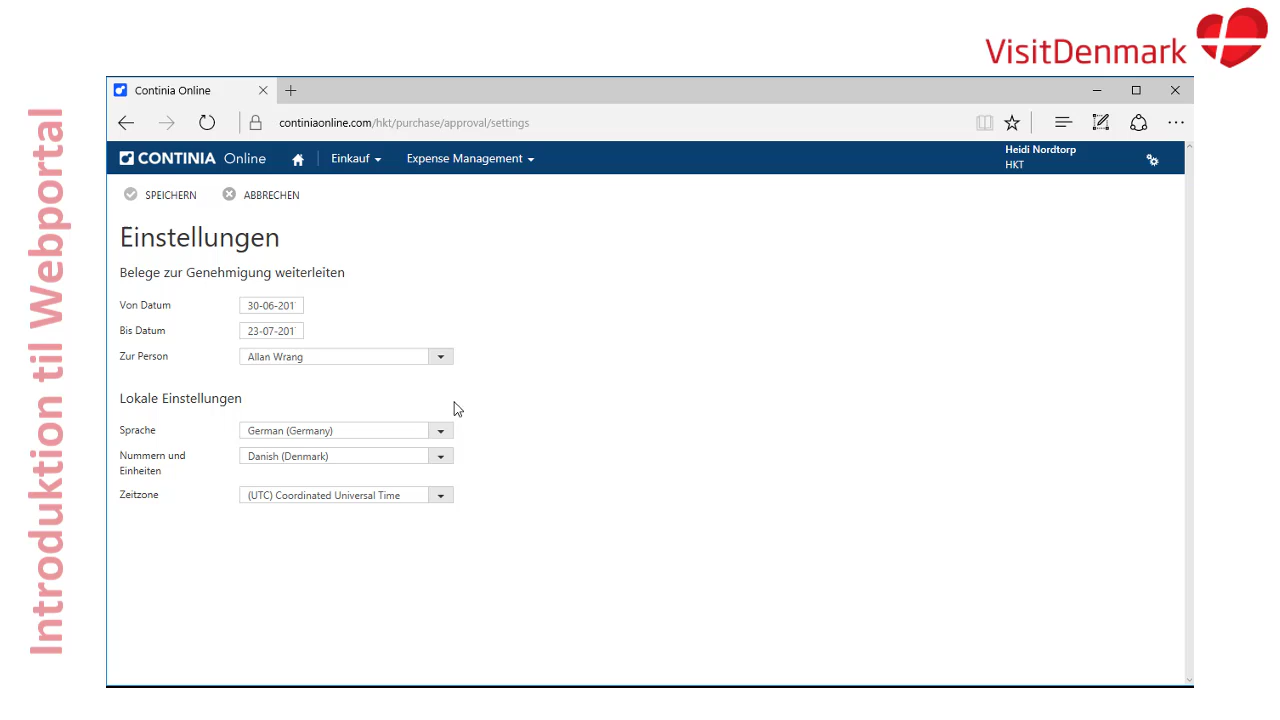 VisitDenmark
Introduktion til Webportal
Continia Online
continiaonline.com/hkt/purchase/approval/settings
CONTINIA Online Einkauf Expense Management
Heidi Nordtorp
HKT
SPEICHERN ABBRECHEN
Einstellungen
Belege zur Genehmigung weiterleiten
Von Datum 30-06-201
Bis Datum 23-07-201
Zur Person Allan Wrang
Lokale Einstellungen
Sprache German (Germany)
Nummern und Danish (Denmark)
Einheiten
Zeitzone (UTC) Coordinated Universal Time